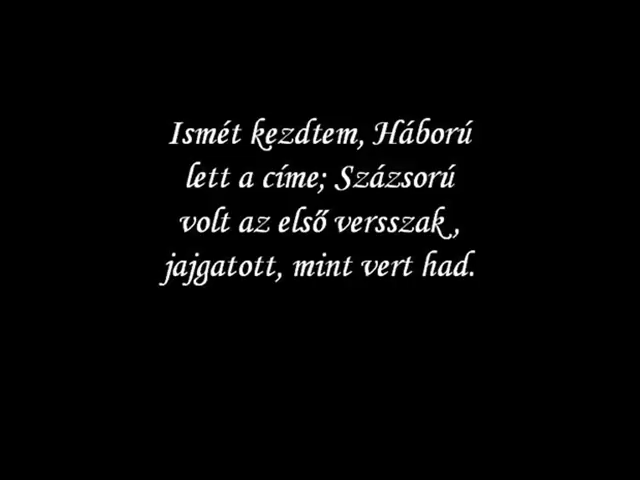 Ismét kezdtem, Háború
lett a címe; Százsorú
volt az első versszak ,
jajgatott, mint vert had.